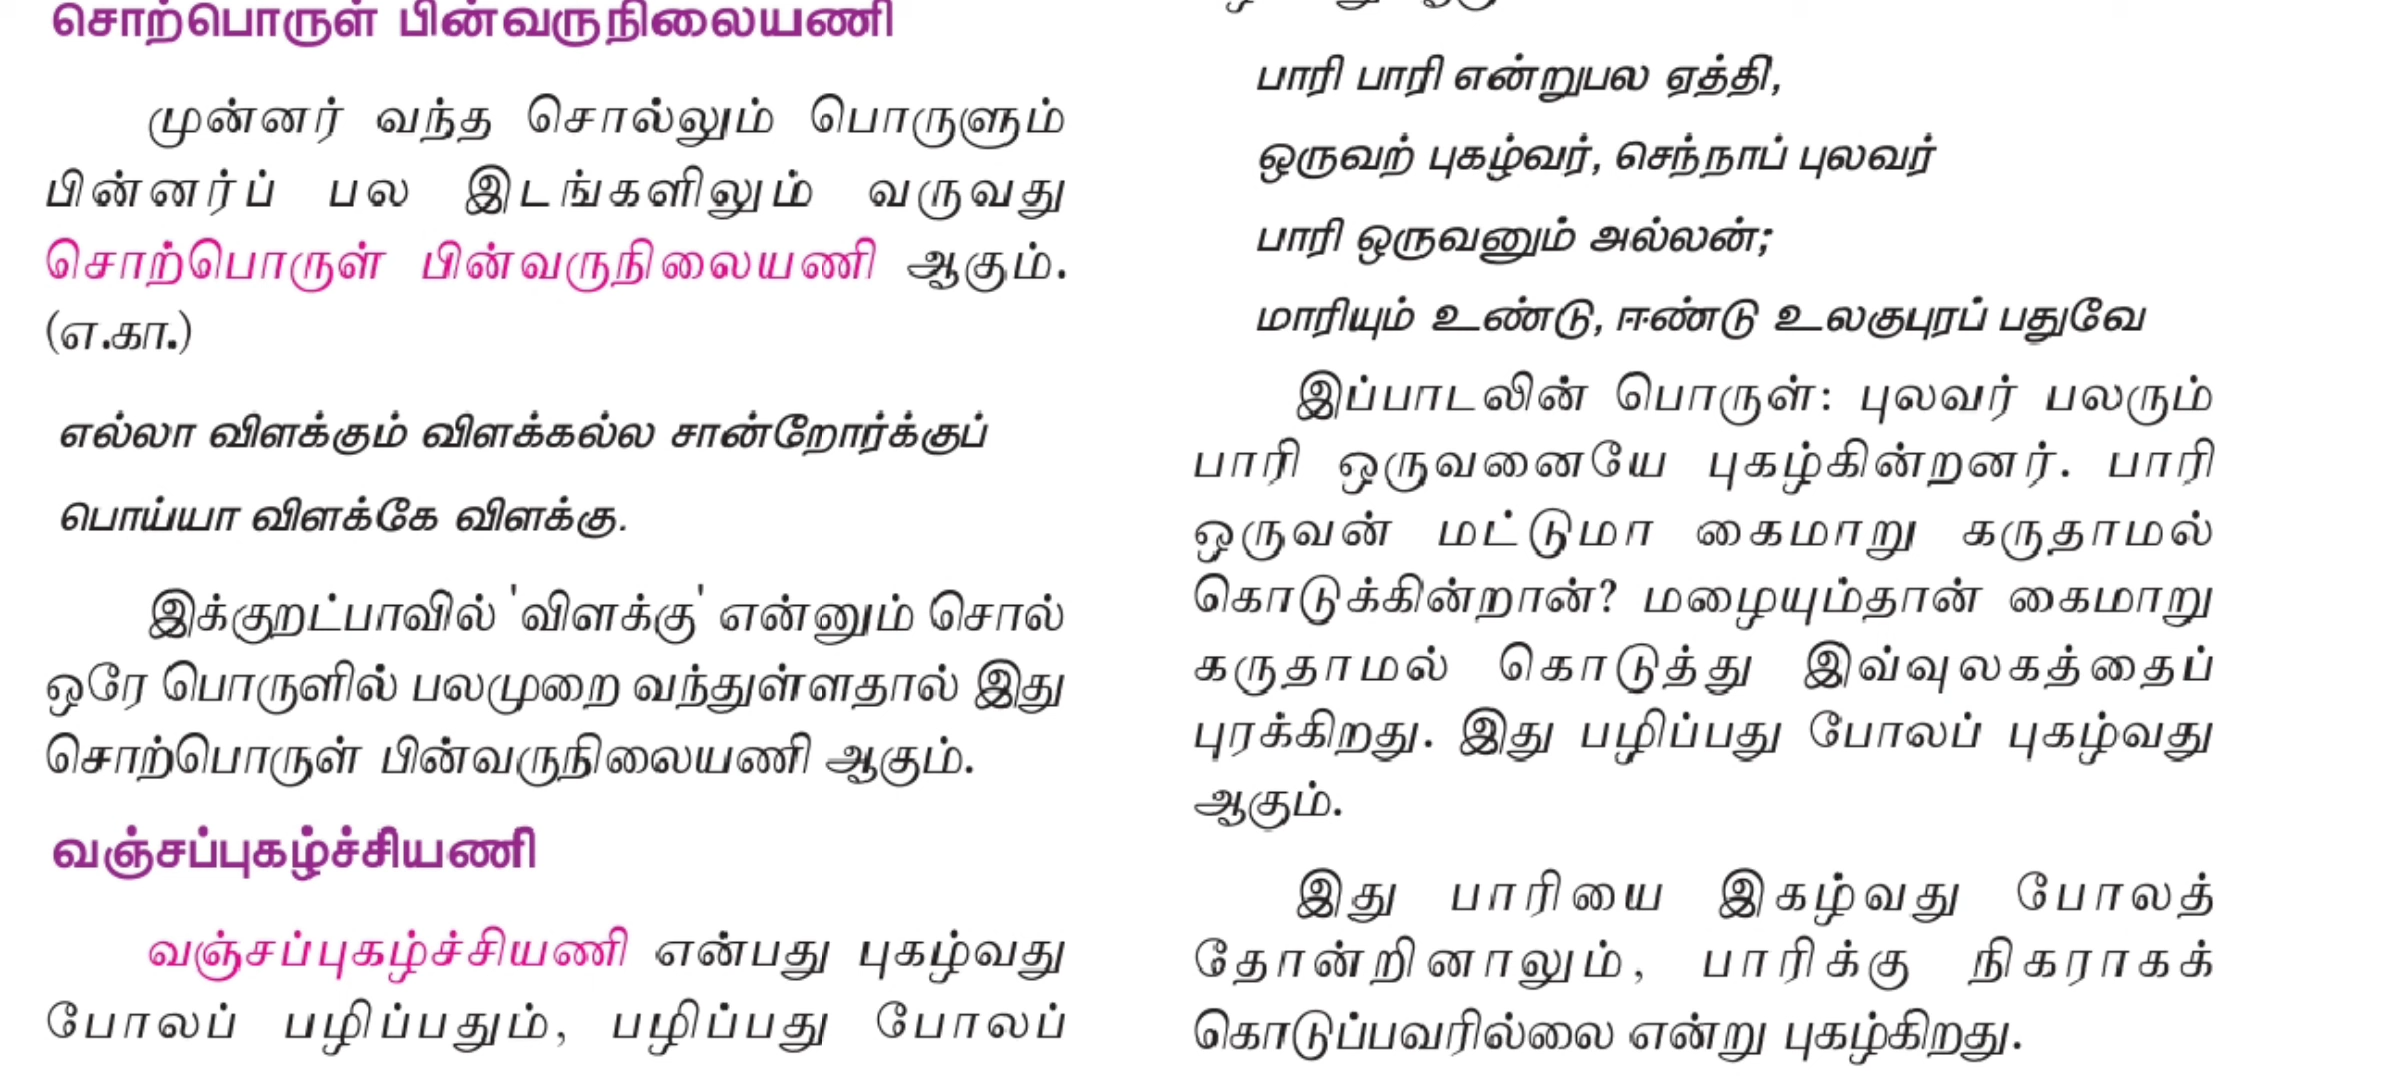 சொற்பொருள் பின்வருநிலையணி
முன்னர் வந்த சொல்லும் பொருளும்
பின்னர்ப் பல இடங்களிலும் வருவது
சொற்பொருள் பின்வருநிலையணி ஆகும்.
(எ.கா.)
எல்லா விளக்கும் விளக்கல்ல சான்றோர்க்குப்
பொய்யா விளக்கே விளக்கு.
இக்குறட்பாவில் 'விளக்கு' என்னும் சொல்
ஒரே பொருளில் பலமுறை வந்துள்ளதால் இது
சொற்பொருள் பின்வருநிலையணி ஆகும்.
வஞ்சப்புகழ்ச்சியணி
வஞ்சப்புகழ்ச்சியணி என்பது புகழ்வது
போலப் பழிப்பதும், பழிப்பது போலப்
பாரி பாரி என்றுபல ஏத்தி,
ஒருவற் புகழ்வர், செந்நாப் புலவர்
பாரி ஒருவனும் அல்லன்;
மாரியும் உண்டு, ஈண்டு உலகுபுரப் பதுவே
இப்பாடலின் பொருள்: புலவர் பலரும்
பாரி ஒருவனையே புகழ்கின்றனர். பாரி
ஒருவன் மட்டுமா கைமாறு கருதாமல்
கொடுக்கின்றான்? மழையும்தான் கைமாறு
கருதாமல் கொடுத்து இவ்வுலகத்தைப்
புரக்கிறது. இது பழிப்பது போலப் புகழ்வது
ஆகும்.
இது பாரியை இகழ்வது போலத்
தோன்றினாலும், பாரிக்கு நிகராகக்
கொடுப்பவரில்லை என்று புகழ்கிறது.